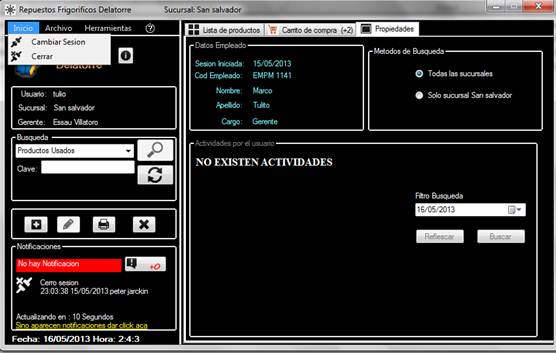 Repuestos Frigorificos Delatorre Sucursal: San salvador
Inicio Archivo Herramientas
Cambiar Sesion
Cerrar
Delatorre
Usuario: tulio
Sucursal: San salvador
Gerente: Essau Villatoro
Busqueda
Productos Usados
Clave:
Notificaciones
No hay Notificacion
+0
Cerro sesion
23:03:38 15/05/2013 peter jarckin
Actualizando en : 10 Segundos
Sino aparecen notificaciones dar click aca
Fecha: 16/05/2013 Hora: 2:4:3
Lista de productos Carrito de compra (+2) Propiedades
Datos Empleado
Sesion Iniciada: 15/05/2013
Cod Empleado: EMPM 1141
Nombre: Marco
Apellido: Tulito
Cargo: Gerente
Metodos de Busqueda
Todas las sucursales
Solo sucursal San salvador
Actividades por el usuario
NO EXISTEN ACTIVIDADES
Filtro Busqueda
16/05/2013
Reflescar Buscar